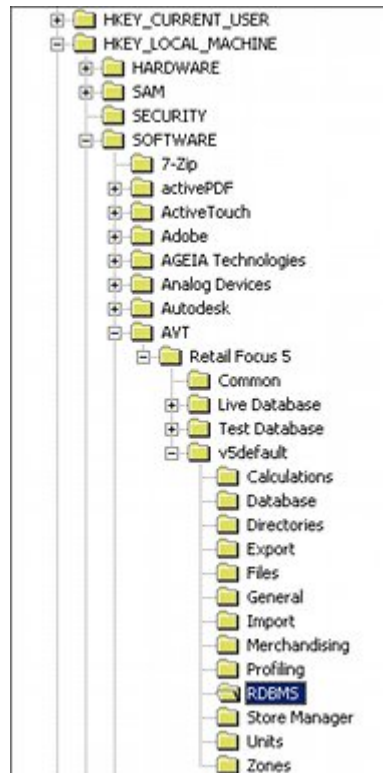 HKEY_CURRENT_USER
HKEY_LOCAL_MACHINE
HARDWARE
SAM
SECURITY
SOFTWARE
7-Zip
activePDF
ActiveTouch
Adobe
AGEIA Technologies
Analog Devices
Autodesk
AVT
Retail Focus 5
Common
Live Database
Test Database
v5default
Calculations
Database
Directories
Export
Files
General
Import
Merchandising
Profiling
RDBMS
Store Manager
Units
Zones